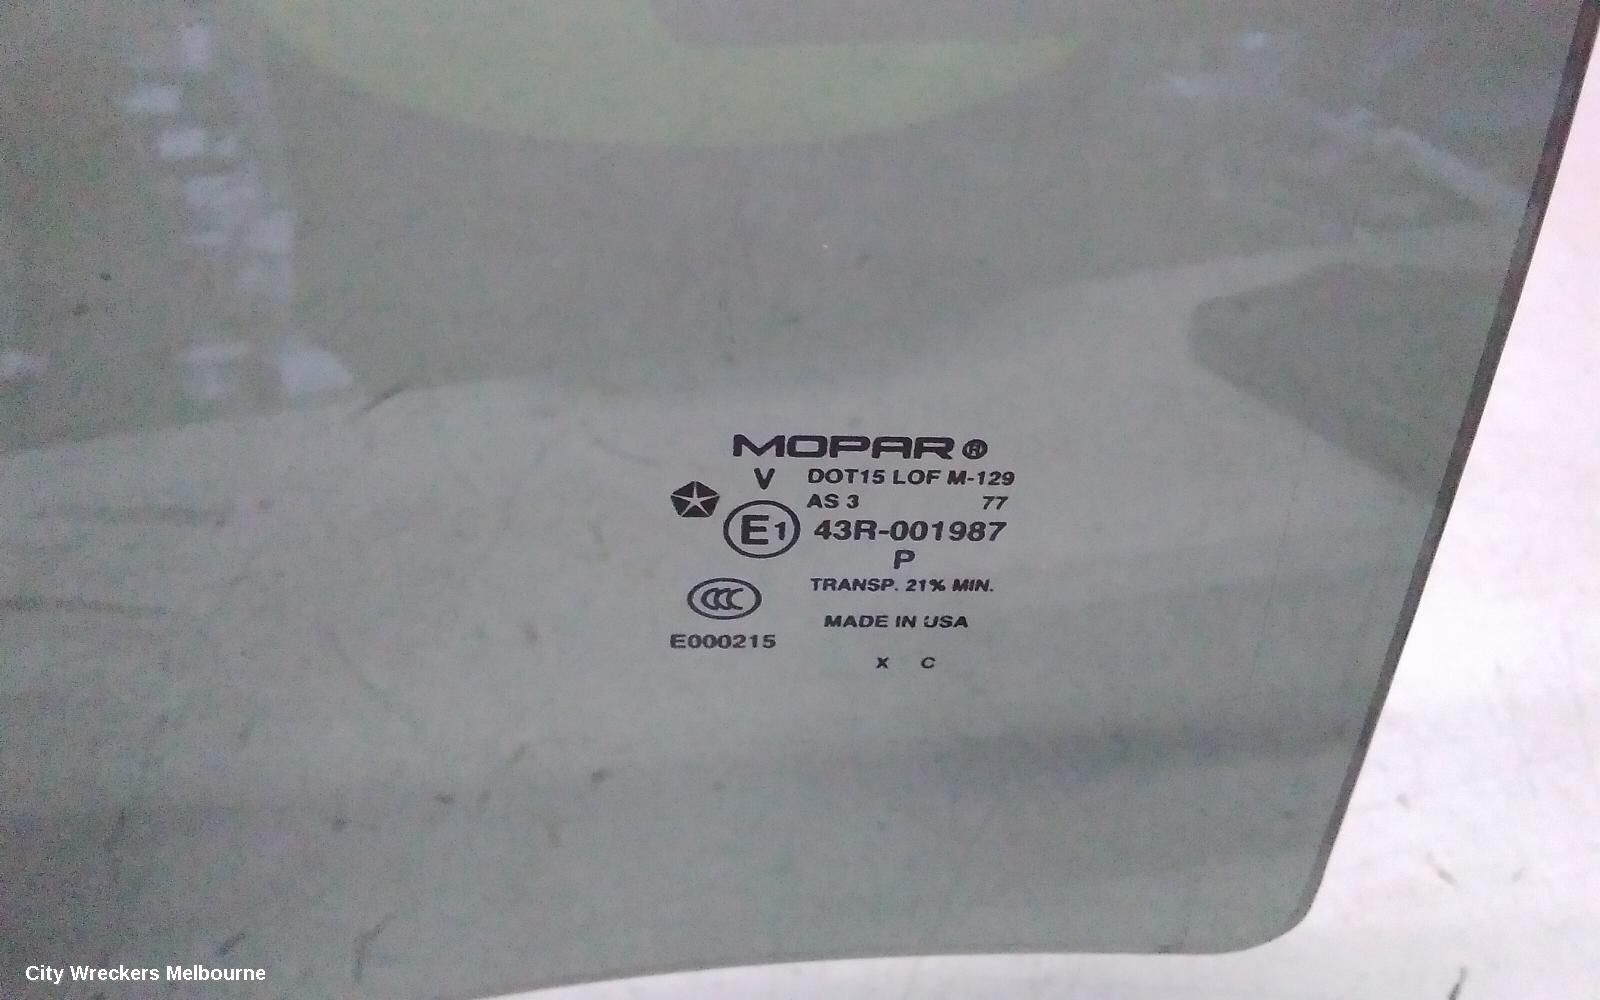 MOPAR®
V DOT15 LOF M-129
AS 3 77
E1 43R-001987
P
CCC TRANSP. 21% MIN.
MADE IN USA
E000215
X C
City Wreckers Melbourne